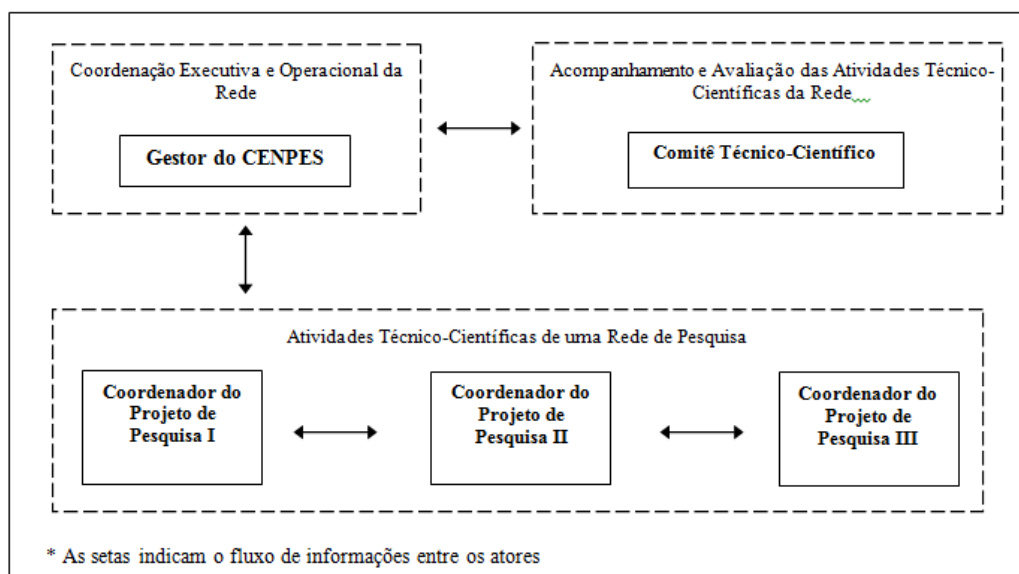 Coordenação Executiva e Operacional da
Rede
Gestor do CENPES
Acompanhamento e Avaliação das Atividades Técnico-
Científicas da Rede
Comitê Técnico-Científico
Atividades Técnico-Científicas de uma Rede de Pesquisa
Coordenador do
Projeto de
Pesquisa I
Coordenador do
Projeto de
Pesquisa II
Coordenador do
Projeto de
Pesquisa III
* As setas indicam o fluxo de informações entre os atores